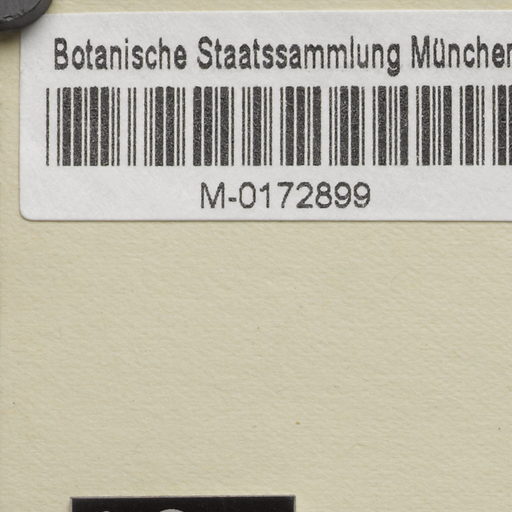 Botanische Staatssammlung München
M-0172899